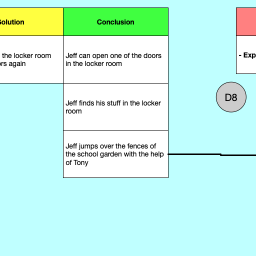 Solution
Conclusion
the locker room
again
Jeff can open one of the doors
in the locker room
- Exp
D8
Jeff finds his stuff in the locker
room
Jeff jumps over the fences of
the school garden with the help
of Tony